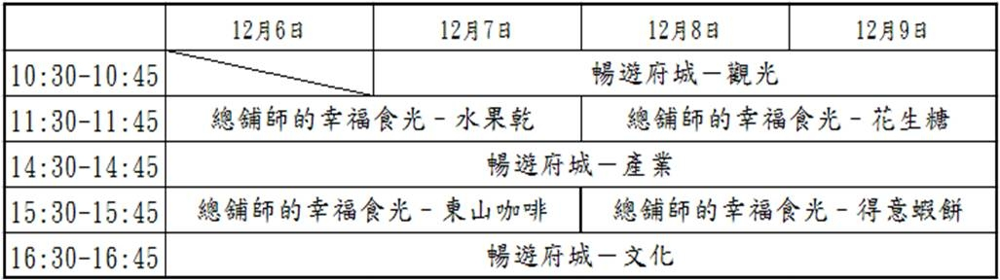 12月6日 12月7日 12月8日 12月9日
10:30-10:45 暢遊府城－觀光
11:30-11:45 總舖師的幸福食光–水果乾 總舖師的幸福食光–花生糖
14:30-14:45 暢遊府城－產業
15:30-15:45 總舖師的幸福食光–東山咖啡 總舖師的幸福食光–得意蝦餅
16:30-16:45 暢遊府城－文化